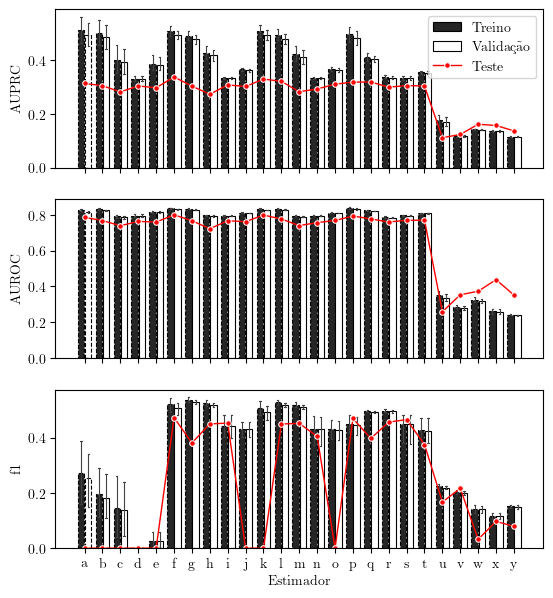 Treino
Validação
Teste
AUPRC
0.4
0.2
0.0
AUROC
0.8
0.6
0.4
0.2
0.0
f1
0.4
0.2
0.0
a b c d e f g h i j k l m n o p q r s t u v w x y
Estimador